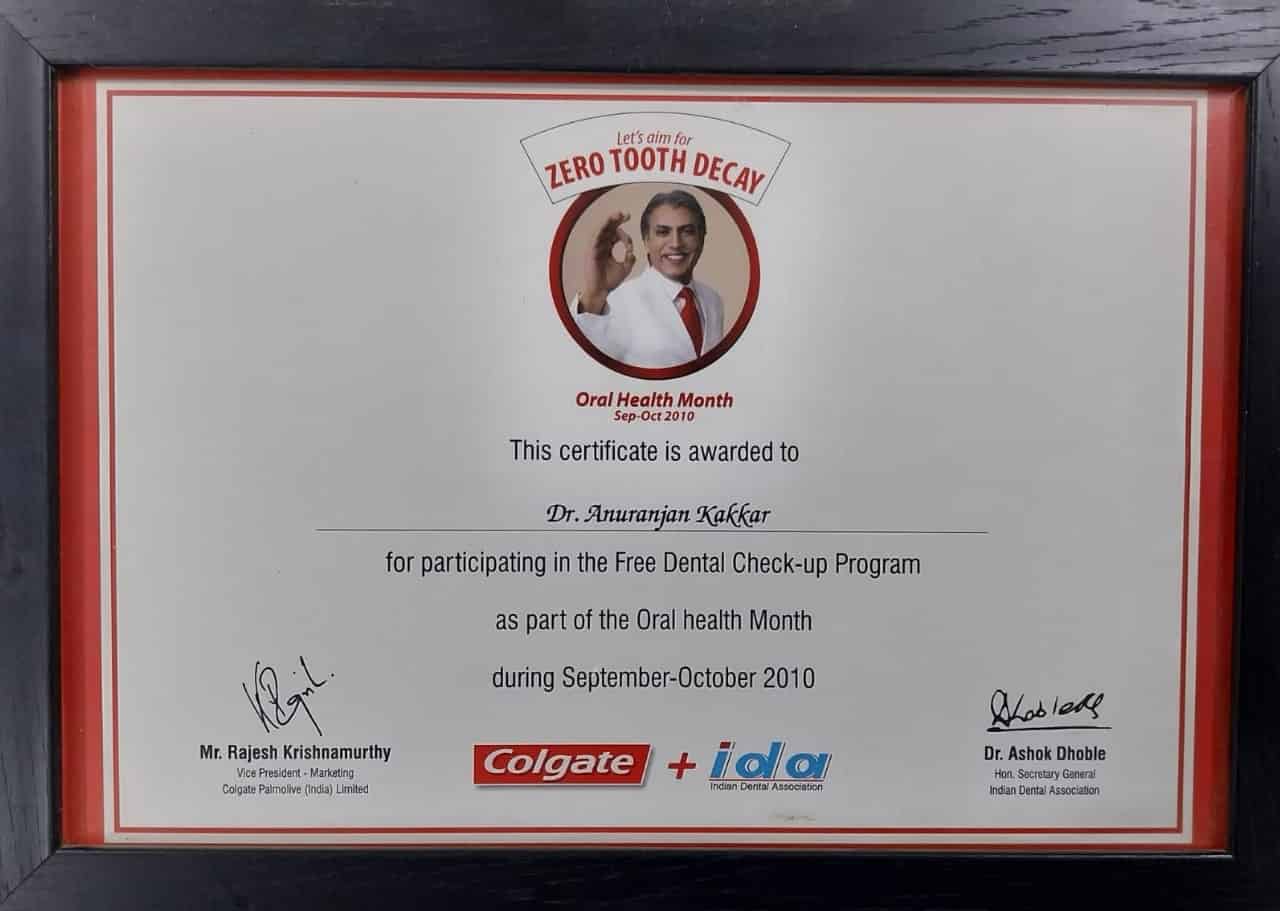 Let's aim for
ZERO TOOTH DECAY
Oral Health Month
Sep-Oct 2010
This certificate is awarded to
Dr. Anuranjan Kakkar
for participating in the Free Dental Check-up Program
as part of the Oral health Month
during September-October 2010
Mr. Rajesh Krishnamurthy
Vice President - Marketing
Colgate Palmolive (India) Limited
Colgate + ida
Indian Dental Association
Dr. Ashok Dhoble
Hon. Secretary General
Indian Dental Association